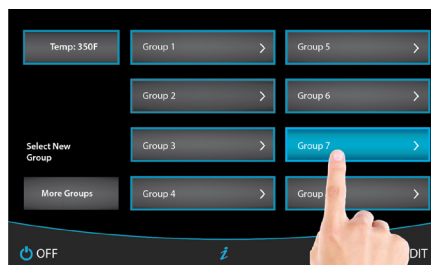 Temp: 350F
Group 1
Group 5
Group 2
Group 6
Select New
Group
Group 3
Group 7
More Groups
Group 4
Group
OFF
i
DIT